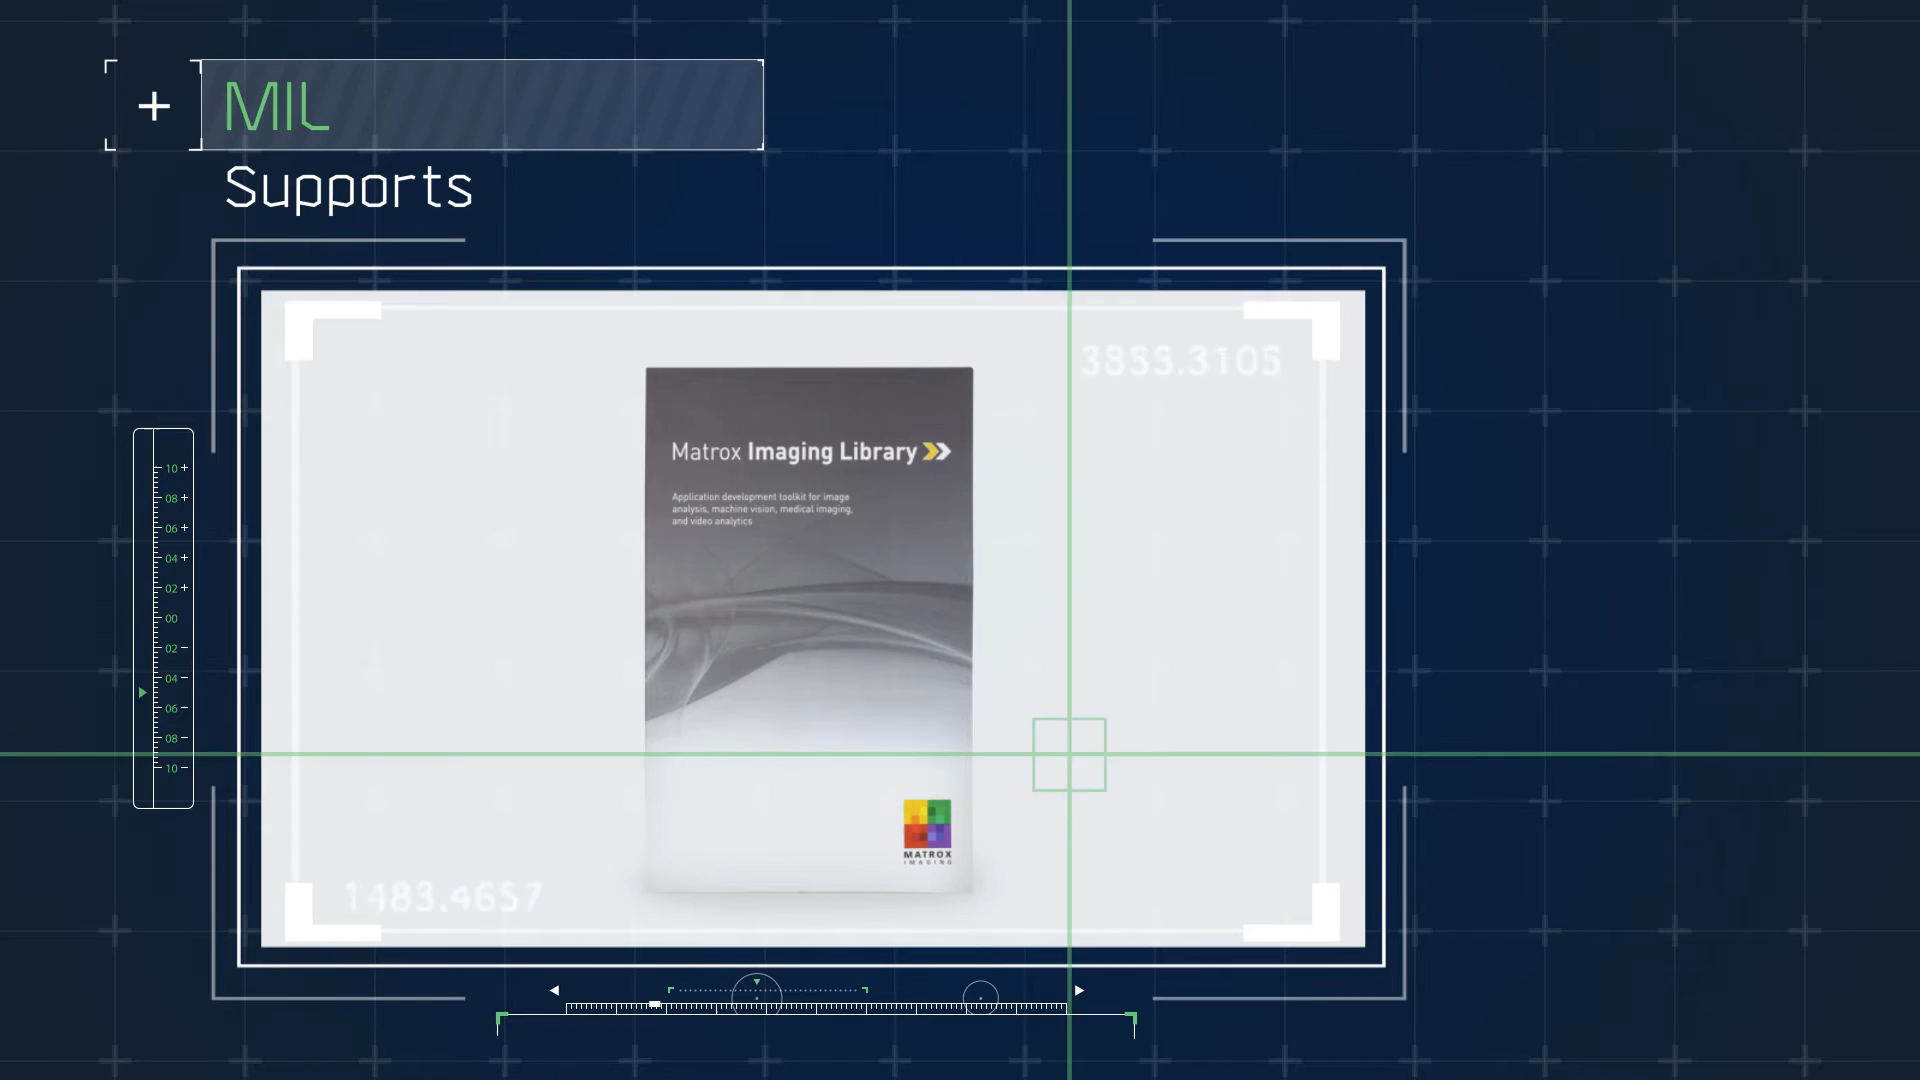 + MIL
Supports
3855.3105
Matrox Imaging Library
Application development toolkit for image
analysis, machine vision, medical imaging,
and video analytics
10+
08+
06+
04+
02+
00
02-
04-
06-
08-
10-
MATROX
IMAGING
1483.4657